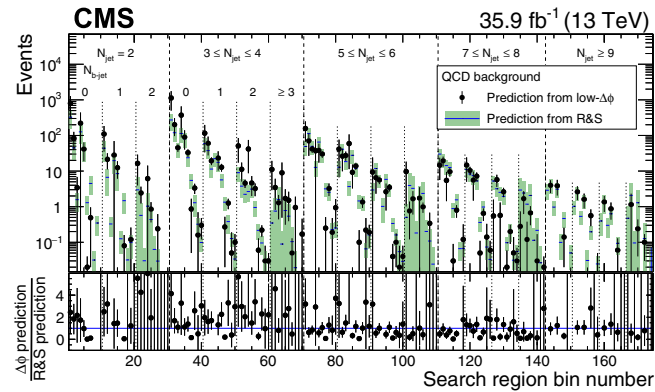 CMS
35.9 fb⁻¹ (13 TeV)
N_jet = 2
3 ≤ N_jet ≤ 4
5 ≤ N_jet ≤ 6
7 ≤ N_jet ≤ 8
N_jet ≥ 9
N_b-jet
0 1 2 0 1 2 ≥ 3
QCD background
Prediction from low-Δϕ
Prediction from R&S
Events
10⁴
10³
10²
10
1
10⁻¹
Δϕ prediction
R&S prediction
4
2
0
20 40 60 80 100 120 140 160
Search region bin number